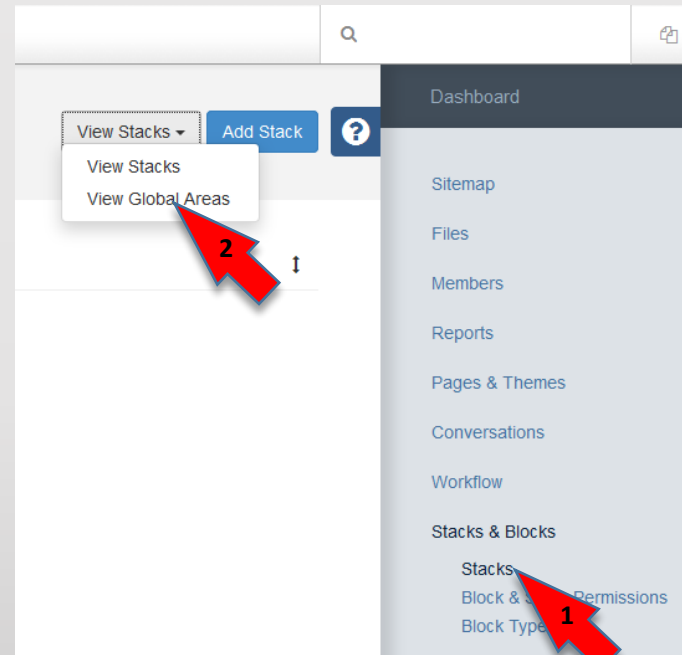 Dashboard
View Stacks
Add Stack
?
View Stacks
View Global Areas
2
Sitemap
Files
Members
Reports
Pages & Themes
Conversations
Workflow
Stacks & Blocks
Stacks
Block & Permissions
Block Type
1